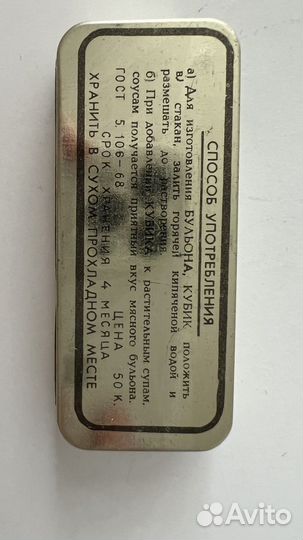 СПОСОБ УПОТРЕБЛЕНИЯ
а) Для изготовления БУЛЬОНА, КУБИК положить
в стакан, залить горячей кипяченой водой и
размешать до растворения.
б) При добавлении КУБИКА к растительным супам,
соусам получается приятный вкус мясного бульона.
ГОСТ 5.106-68 ЦЕНА 50 К.
СРОК ХРАНЕНИЯ 4 МЕСЯЦА
ХРАНИТЬ В СУХОМ ПРОХЛАДНОМ МЕСТЕ
Avito